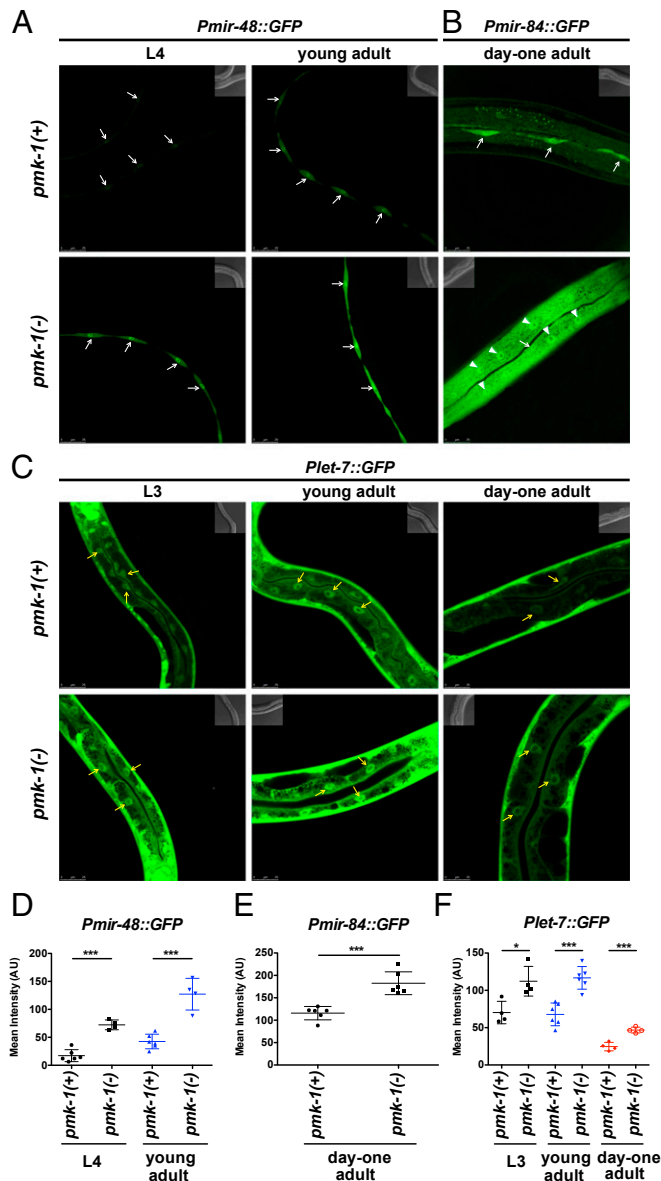 A
Pmir-48::GFP
L4
young adult
B
Pmir-84::GFP
day-one adult
pmk-1(+)
pmk-1(-)
C
Plet-7::GFP
L3
young adult
day-one adult
pmk-1(+)
pmk-1(-)
D
Pmir-48::GFP
Mean Intensity (AU)
200
150
100
50
0
***
***
pmk-1(+)
pmk-1(-)
pmk-1(+)
pmk-1(-)
L4
young
adult
E
Pmir-84::GFP
Mean Intensity (AU)
250
200
150
100
50
0
***
pmk-1(+)
pmk-1(-)
day-one
adult
F
Plet-7::GFP
Mean Intensity (AU)
150
100
50
0
*
***
***
pmk-1(+)
pmk-1(-)
pmk-1(+)
pmk-1(-)
pmk-1(+)
pmk-1(-)
L3
young
adult
day-one
adult